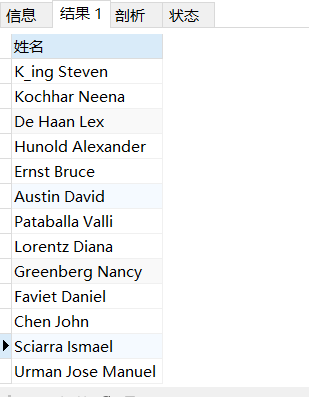 信息 结果 1 剖析 状态
姓名
K_ing Steven
Kochhar Neena
De Haan Lex
Hunold Alexander
Ernst Bruce
Austin David
Pataballa Valli
Lorentz Diana
Greenberg Nancy
Faviet Daniel
Chen John
Sciarra Ismael
Urman Jose Manuel